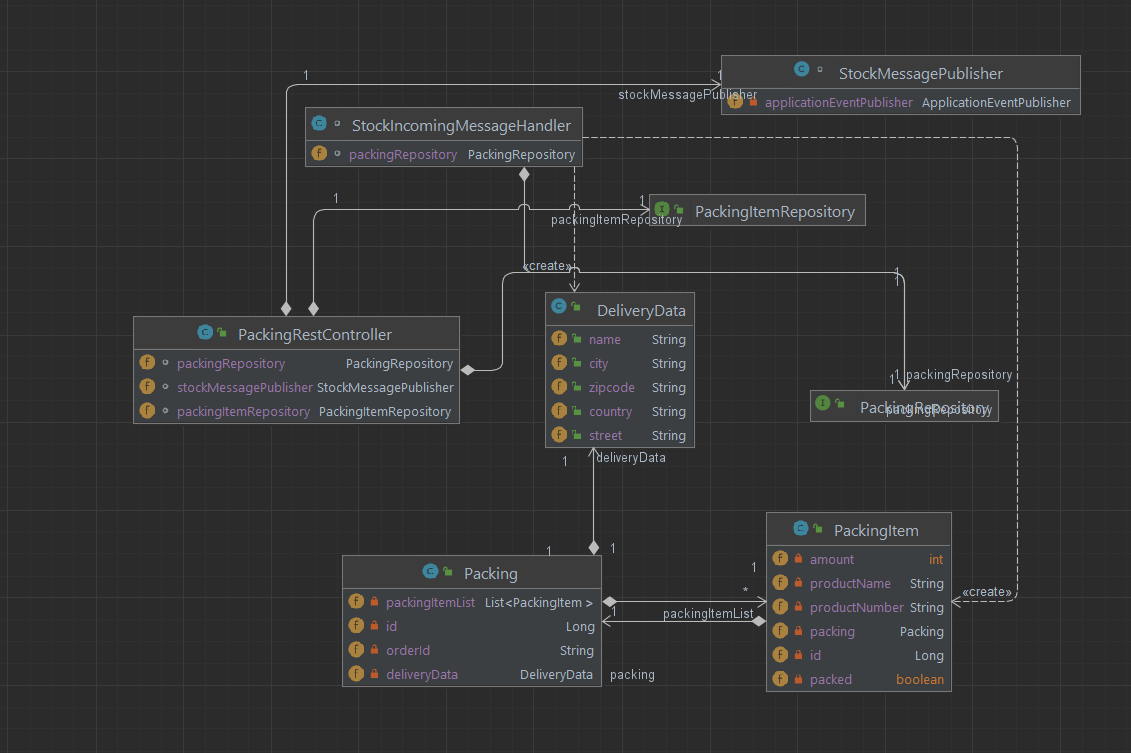 1
1
StockMessagePublisher
stockMessagePublisher
f applicationEventPublisher ApplicationEventPublisher
C StockIncomingMessageHandler
f packingRepository PackingRepository
1
1
I PackingItemRepository
packingItemRepository
«create»
1
C DeliveryData
f name String
f city String
f zipcode String
f country String
f street String
C PackingRestController
f packingRepository PackingRepository
f stockMessagePublisher StockMessagePublisher
f packingItemRepository PackingItemRepository
1
1
packingRepository
I PackingRepository
packingRepository
1
deliveryData
1
1
C Packing
f packingItemList List<PackingItem >
f id Long
f orderId String
f deliveryData DeliveryData
1
*
1
packingItemList
packing
C PackingItem
f amount int
f productName String
f productNumber String
f packing Packing
f id Long
f packed boolean
«create»